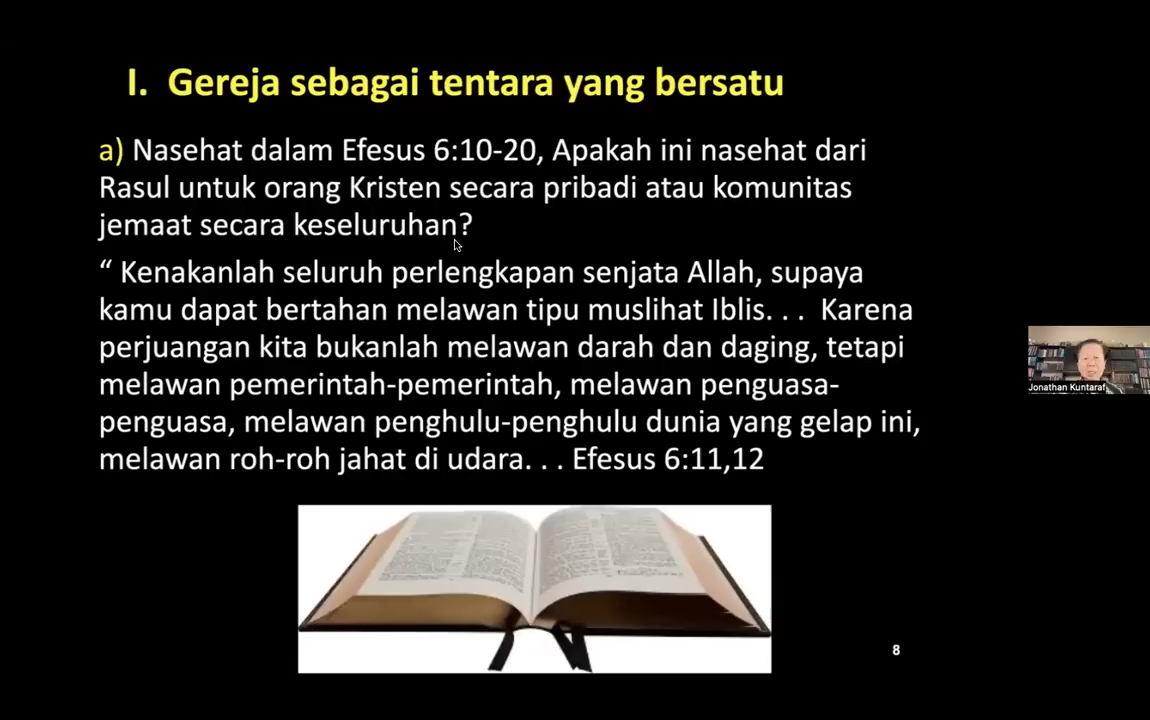 I. Gereja sebagai tentara yang bersatu
a) Nasehat dalam Efesus 6:10-20, Apakah ini nasehat dari
Rasul untuk orang Kristen secara pribadi atau komunitas
jemaat secara keseluruhan?
“ Kenakanlah seluruh perlengkapan senjata Allah, supaya
kamu dapat bertahan melawan tipu muslihat Iblis. . . Karena
perjuangan kita bukanlah melawan darah dan daging, tetapi
melawan pemerintah-pemerintah, melawan penguasa-
penguasa, melawan penghulu-penghulu dunia yang gelap ini,
melawan roh-roh jahat di udara. . . Efesus 6:11,12
Jonathan Kuntaraf
8